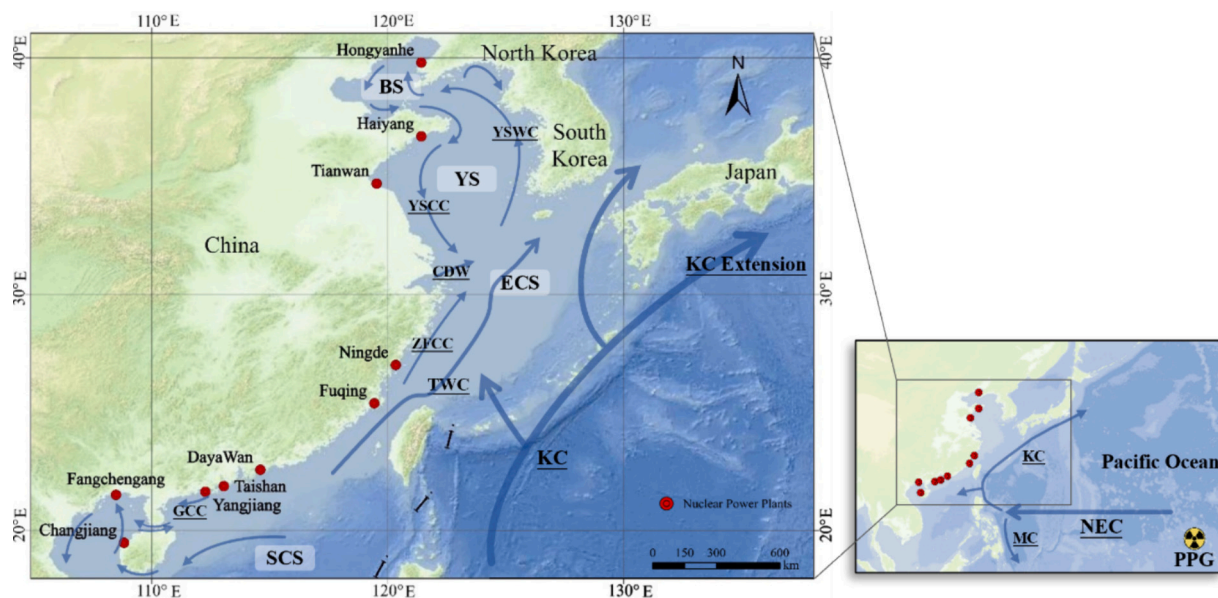 110°E
120°E
130°E
40°E
40°E
Hongyanhe
North Korea
N
BS
Haiyang
YSWC
South
Korea
Japan
Tianwan
YS
YSCC
China
CDW
ECS
KC Extension
30°E
30°E
Ningde
ZFCC
Fuqing
TWC
DayaWan
KC
Fangchengang
Taishan
Yangjiang
Nuclear Power Plants
GCC
Changjiang
20°E
20°E
SCS
0 150 300 600
km
110°E
120°E
130°E
KC
Pacific Ocean
NEC
MC
PPG